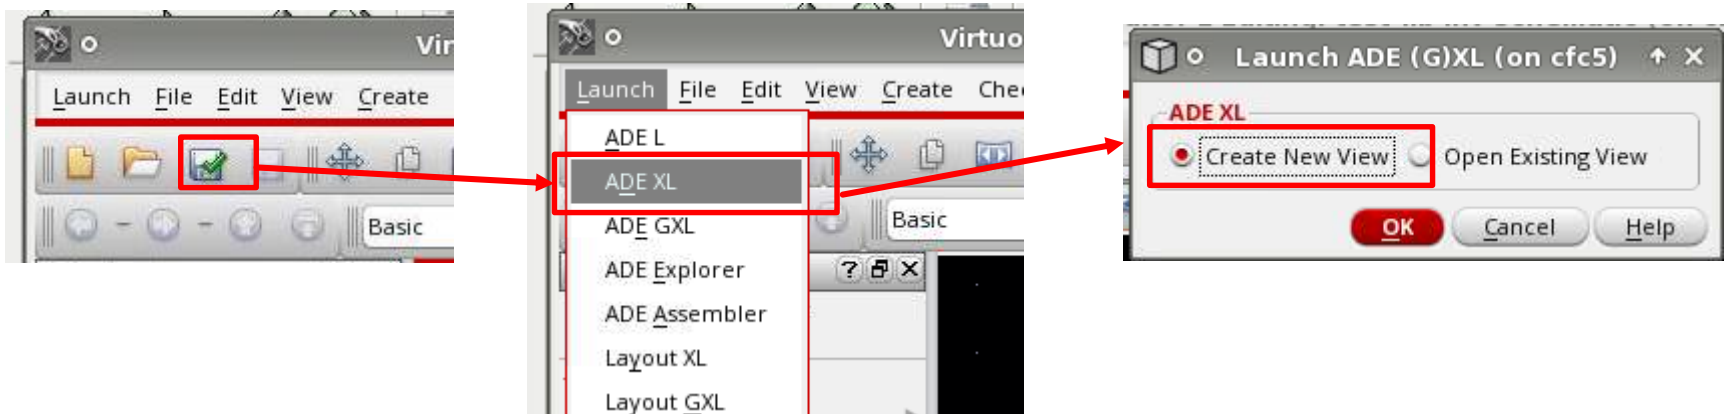 Vir
Launch File Edit View Create
Basic
Virtuo
Launch File Edit View Create Che
ADE L
ADE XL
ADE GXL
ADE Explorer
ADE Assembler
Layout XL
Layout GXL
Basic
Launch ADE (G)XL (on cfc5)
ADE XL
Create New View Open Existing View
OK Cancel Help